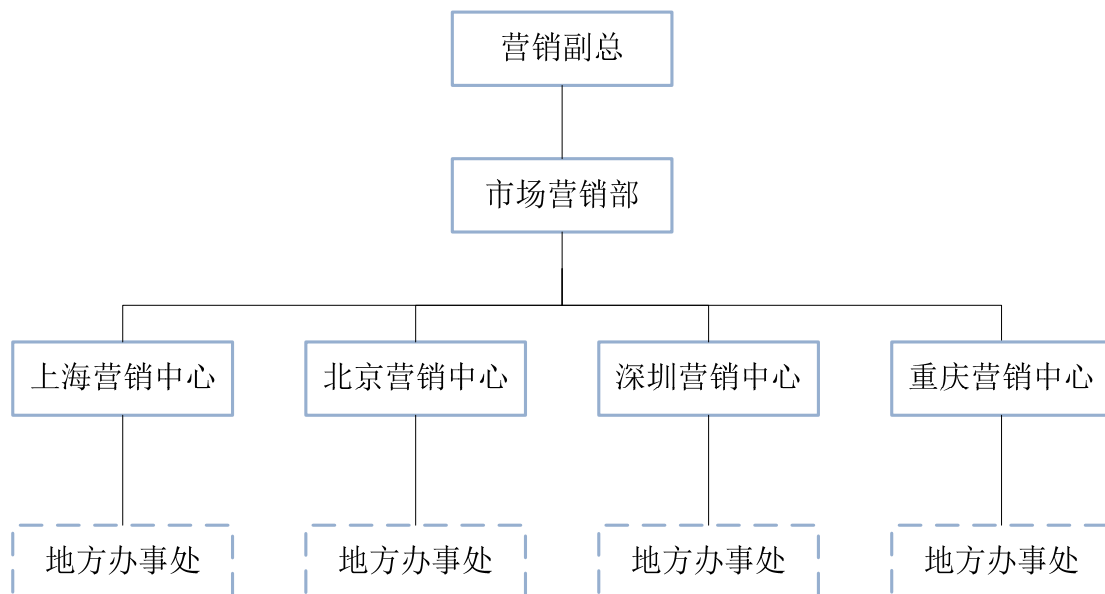 营销副总
市场营销部
上海营销中心
北京营销中心
深圳营销中心
重庆营销中心
地方办事处
地方办事处
地方办事处
地方办事处